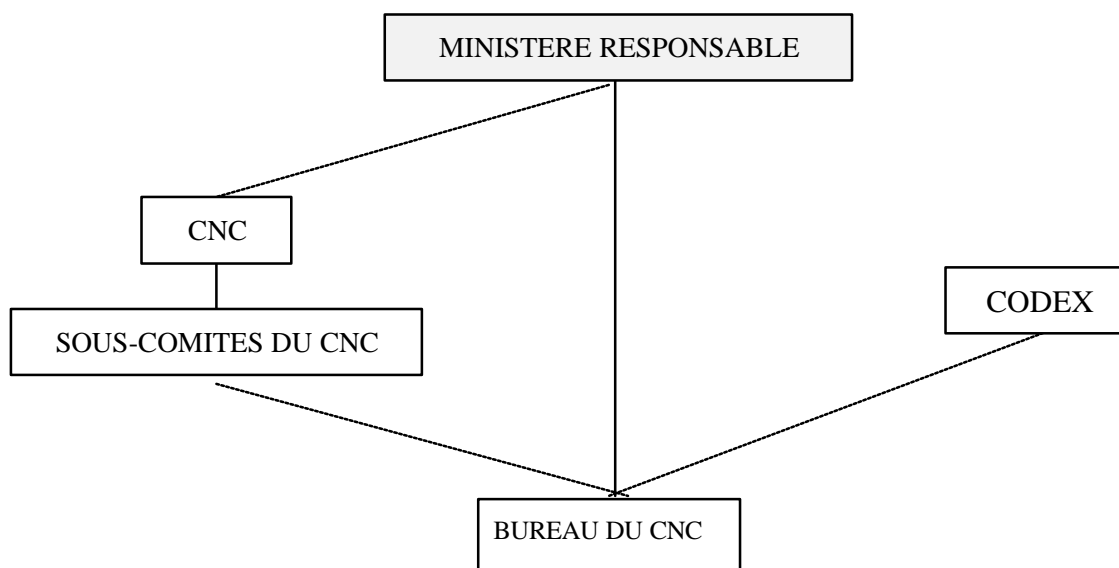 MINISTERE RESPONSABLE
CNC
CODEX
SOUS-COMITES DU CNC
BUREAU DU CNC